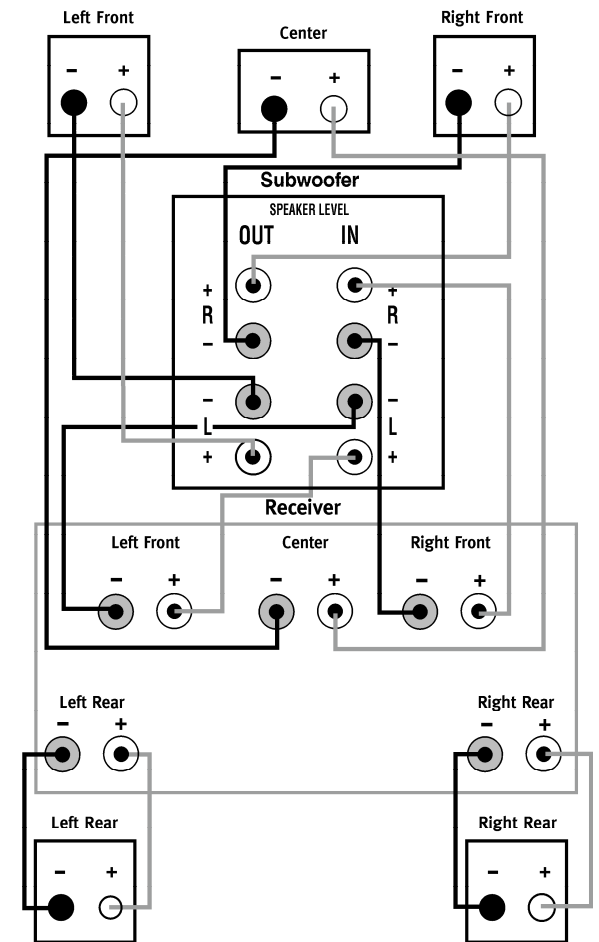 Left Front
Center
Right Front
− +
− +
− +
Subwoofer
SPEAKER LEVEL
OUT IN
+ +
R R
− −
− −
L L
+ +
Receiver
Left Front Center Right Front
− + − + − +
Left Rear Right Rear
− + − +
Left Rear Right Rear
− + − +